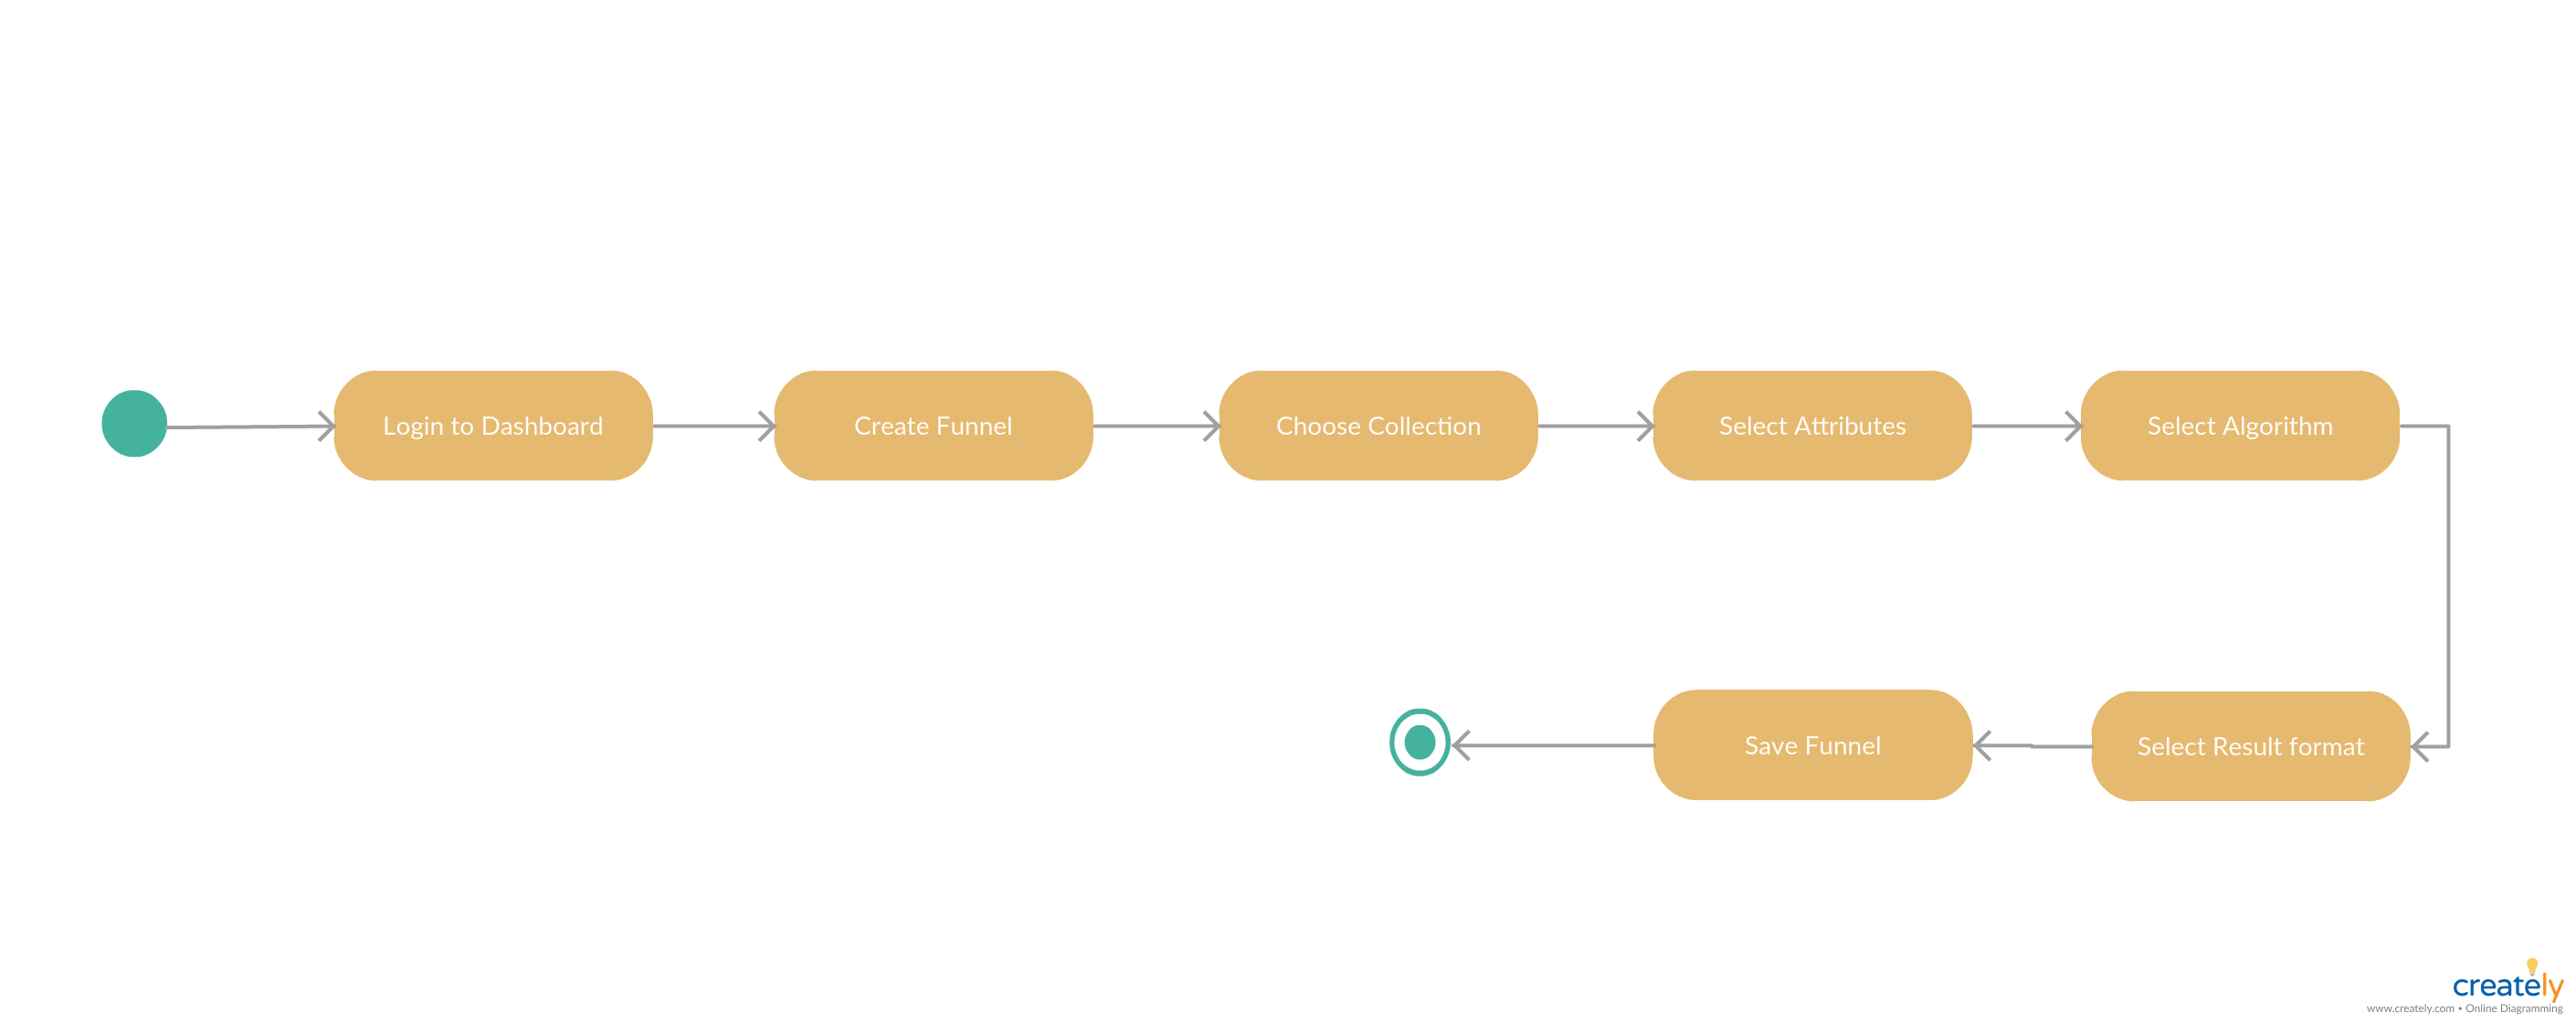 Login to Dashboard
Create Funnel
Choose Collection
Select Attributes
Select Algorithm
Select Result format
Save Funnel
creately
www.creately.com • Online Diagramming